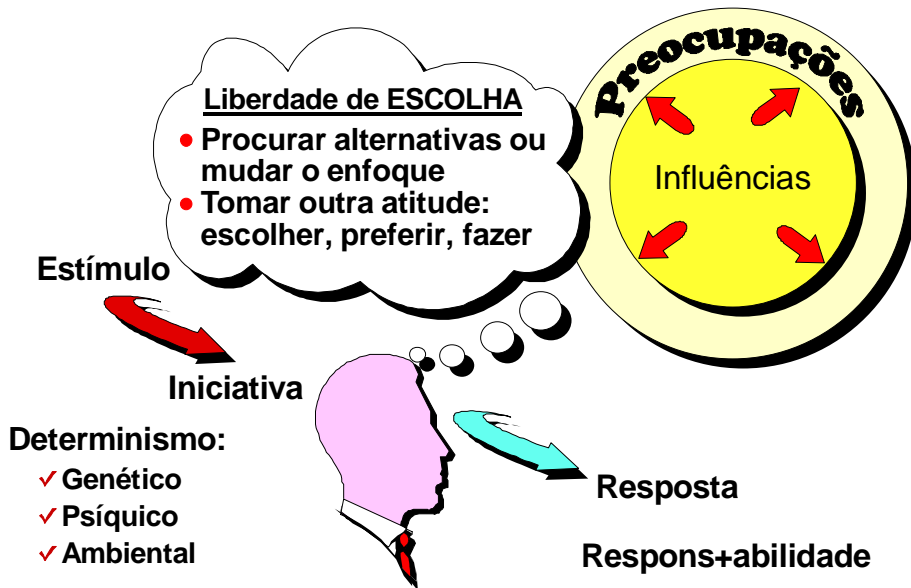 Preocupações
Liberdade de ESCOLHA
Procurar alternativas ou
mudar o enfoque
Tomar outra atitude:
escolher, preferir, fazer
Influências
Estímulo
Iniciativa
Determinismo:
Genético
Psíquico
Ambiental
Resposta
Respons+abilidade